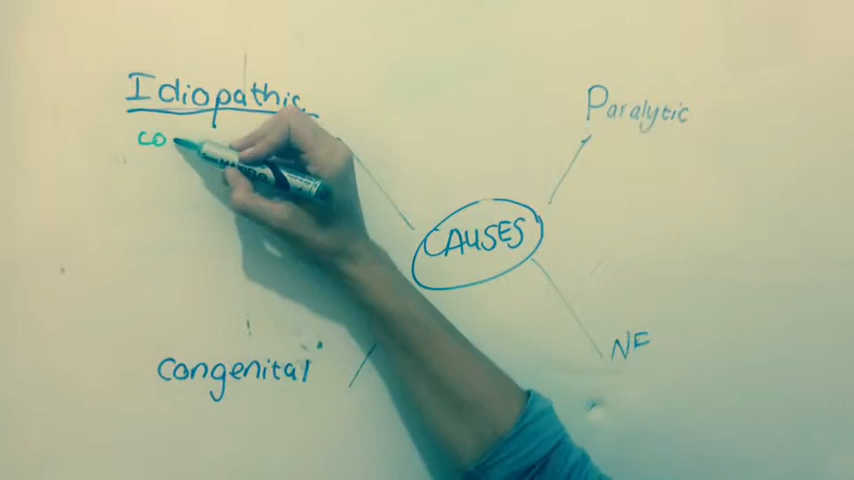 Idiopathic
co
Paralytic
CAUSES
NF
Congenital